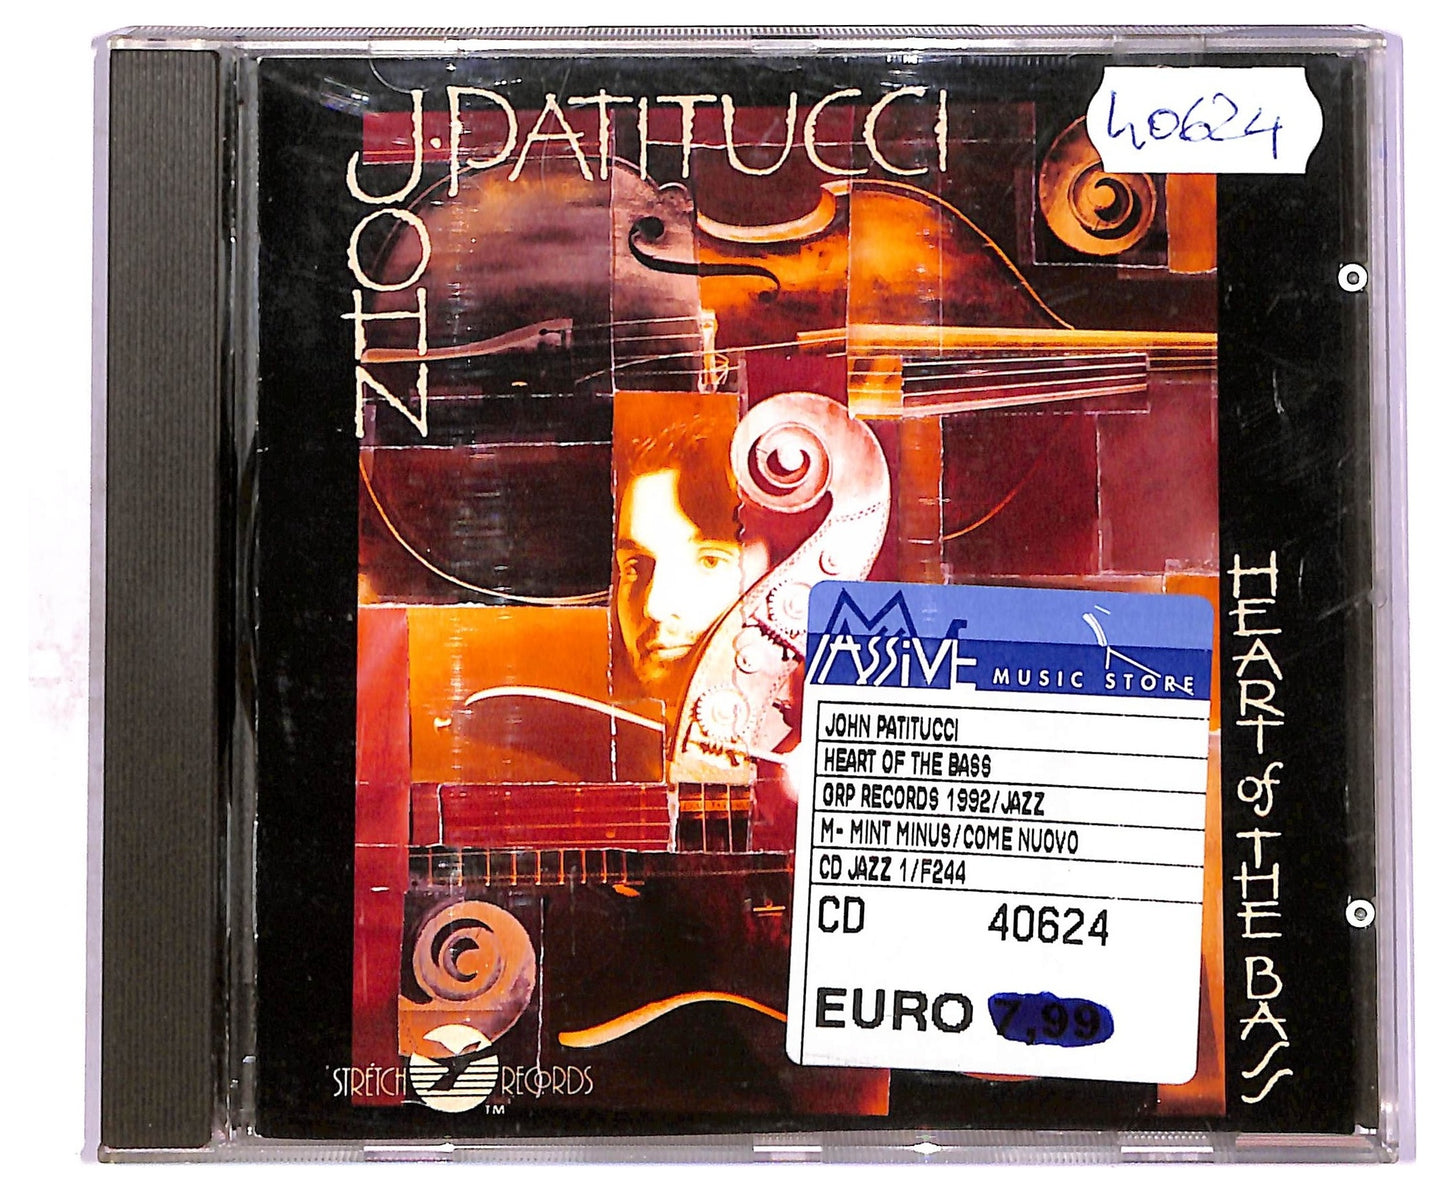 J. PATITUCCI
JOHN
40624
HEART of THE BASS
MASSIVE MUSIC STORE
JOHN PATITUCCI
HEART OF THE BASS
GRP RECORDS 1992/JAZZ
M- MINT MINUS/COME NUOVO
CD JAZZ 1/F244
CD 40624
EURO 7,99
STRETCH RECORDS
TM